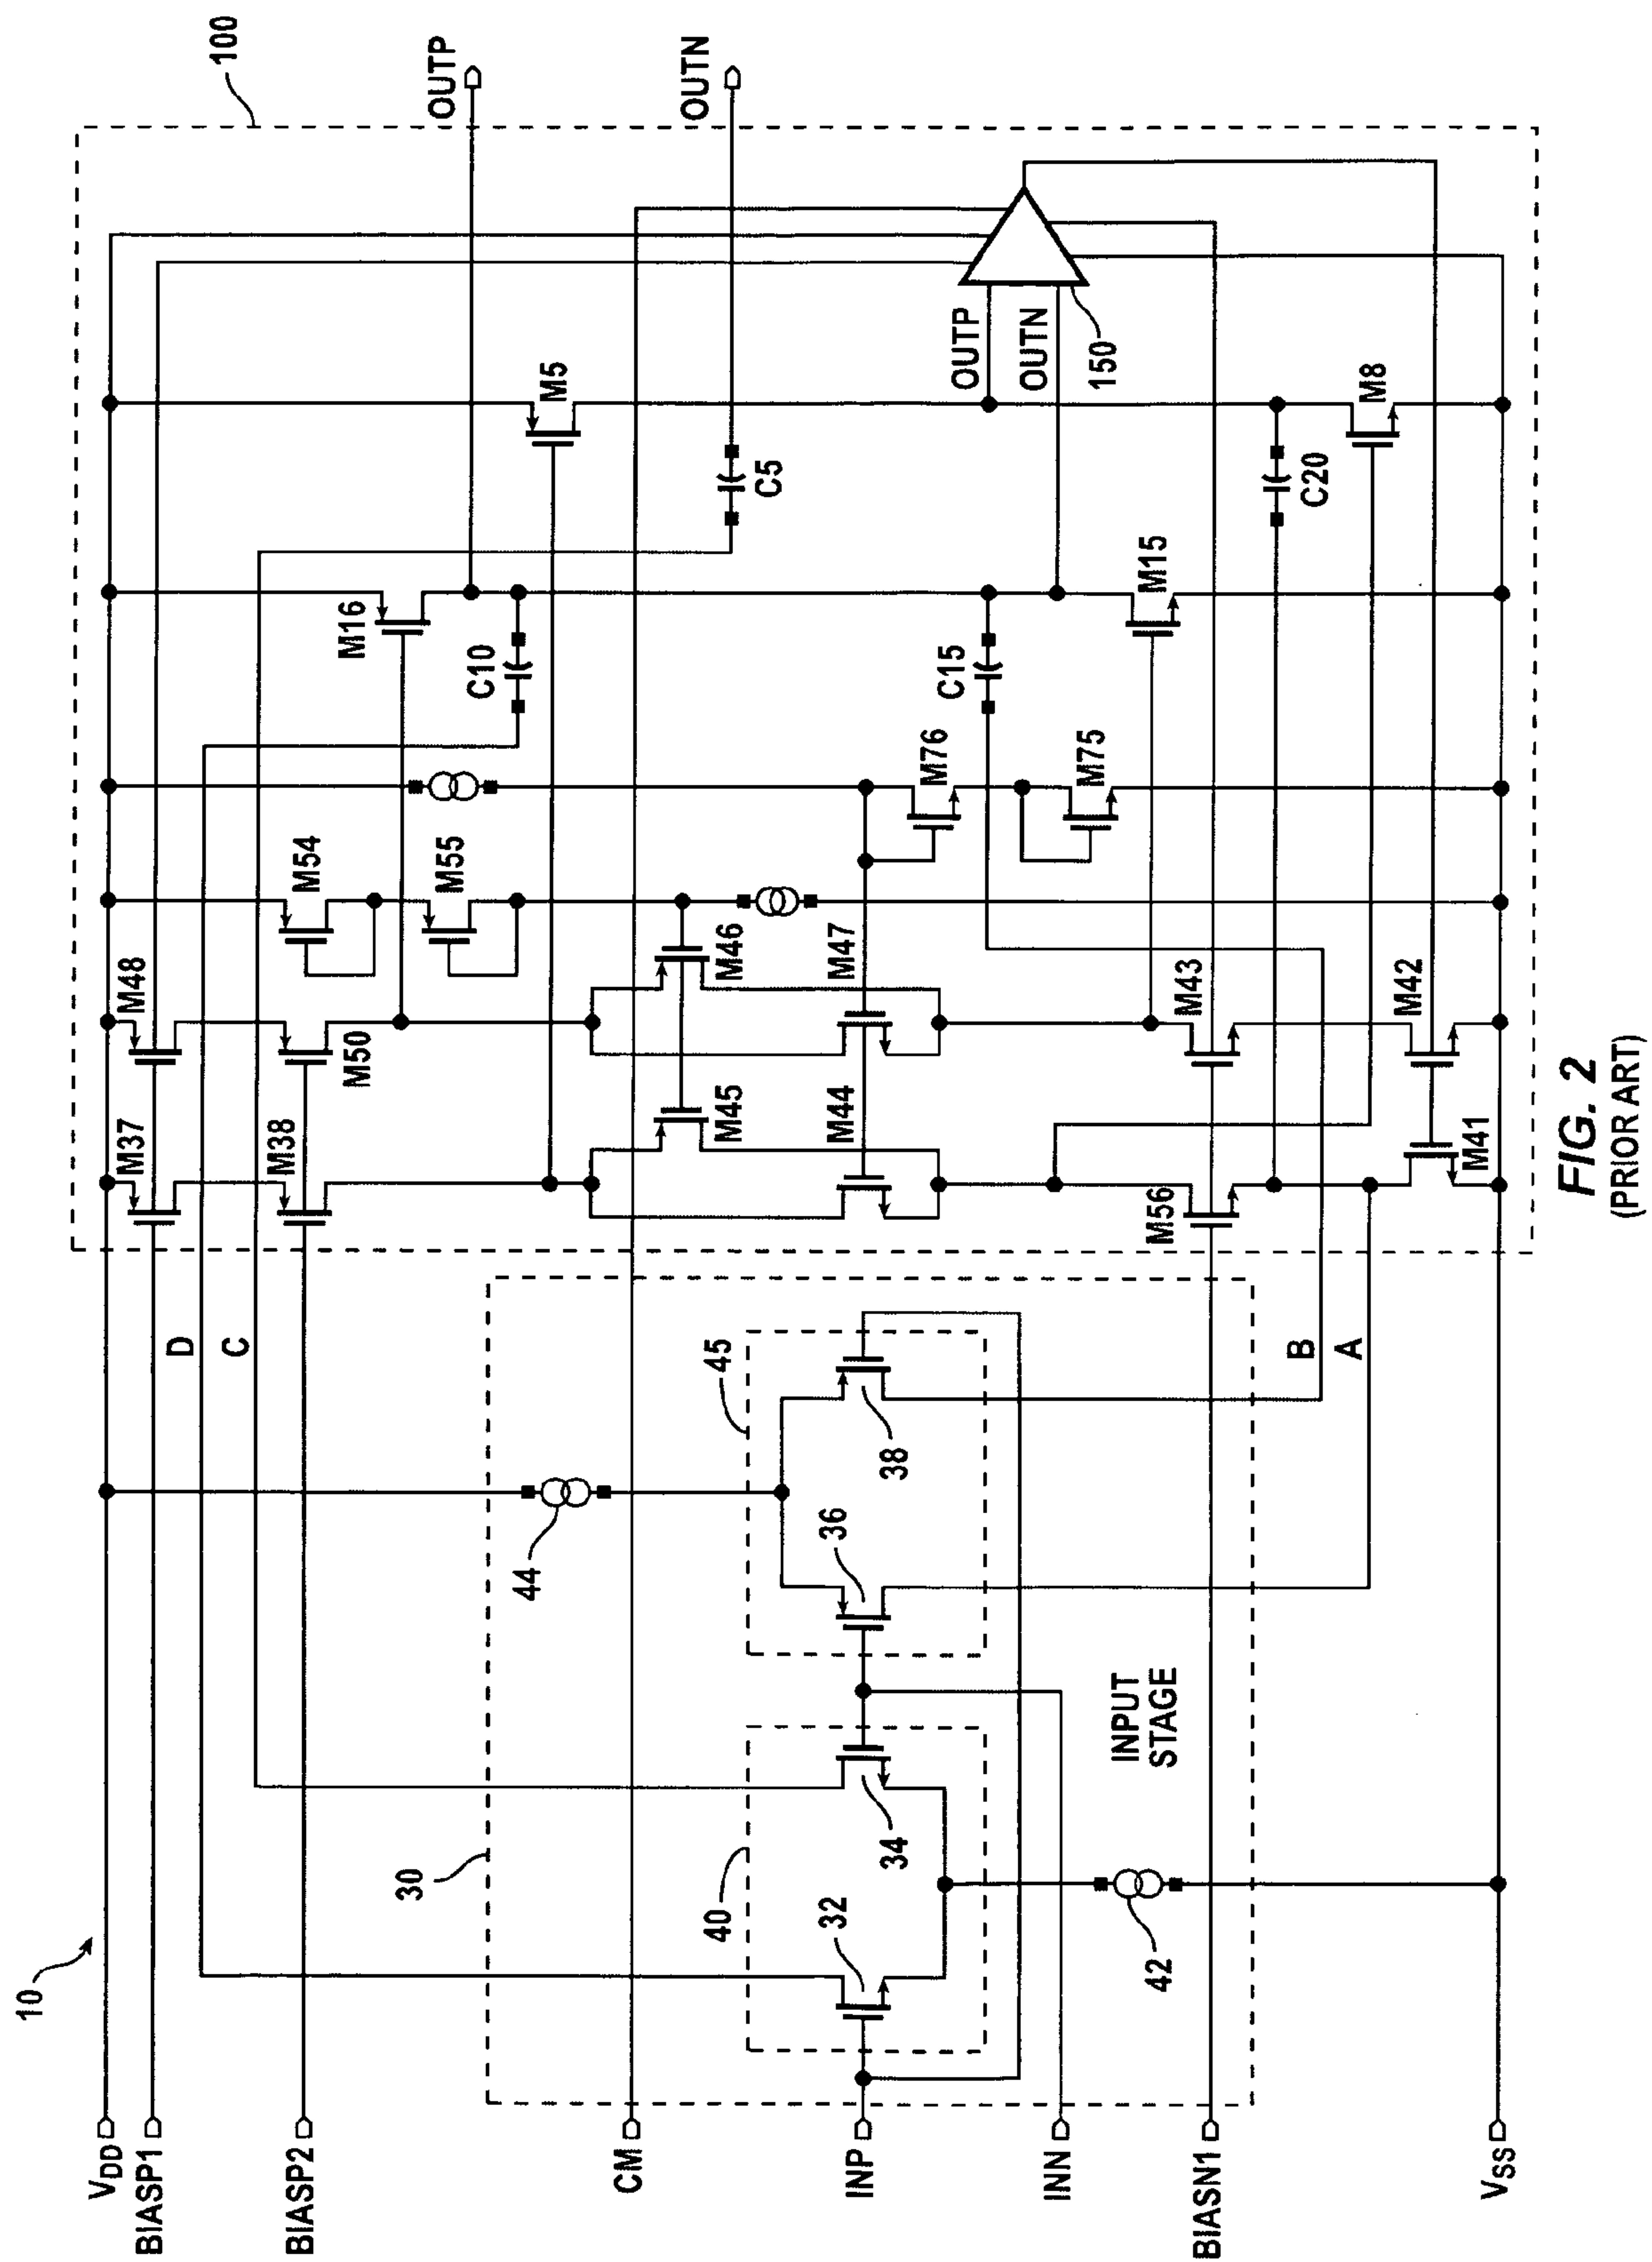 10
VDD
BIASP1
BIASP2
CM
INP
INN
BIASN1
VSS
30
40
32
34
42
INPUT
STAGE
44
45
36
38
D
C
B
A
100
M37
M48
M38
M50
M54
M55
M45
M46
M44
M47
M56
M43
M41
M42
M76
M75
M16
C10
C15
M15
M5
C5
C20
M8
OUTP
OUTN
150
OUTP
OUTN
FIG. 2
(PRIOR ART)